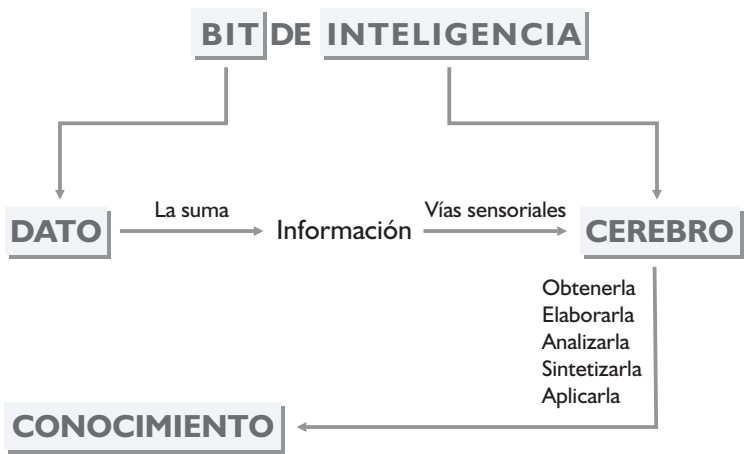 BIT DE INTELIGENCIA
DATO
La suma
Información
Vías sensoriales
CEREBRO
Obtenerla
Elaborarla
Analizarla
Sintetizarla
Aplicarla
CONOCIMIENTO